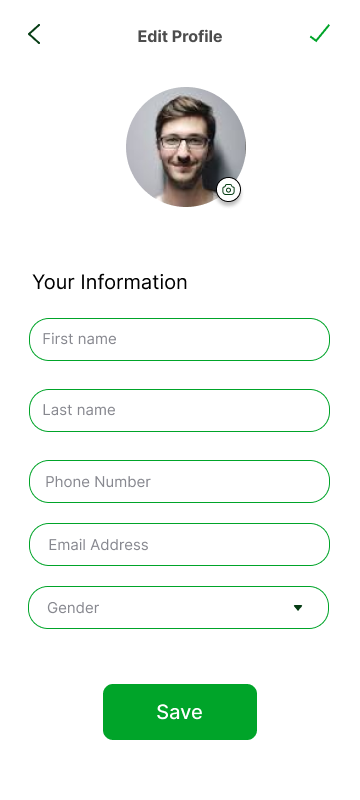 Edit Profile
Your Information
First name
Last name
Phone Number
Email Address
Gender
Save